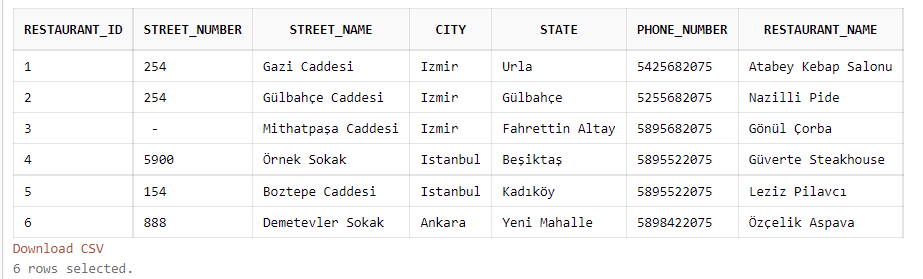 RESTAURANT_ID STREET_NUMBER STREET_NAME CITY STATE PHONE_NUMBER RESTAURANT_NAME
1 254 Gazi Caddesi Izmir Urla 5425682075 Atabey Kebap Salonu
2 254 Gülbahçe Caddesi Izmir Gülbahçe 5255682075 Nazilli Pide
3 - Mithatpaşa Caddesi Izmir Fahrettin Altay 5895682075 Gönül Çorba
4 5900 Örnek Sokak Istanbul Beşiktaş 5895522075 Güverte Steakhouse
5 154 Boztepe Caddesi Istanbul Kadıköy 5895522075 Leziz Pilavcı
6 888 Demetevler Sokak Ankara Yeni Mahalle 5898422075 Özçelik Aspava
Download CSV
6 rows selected.